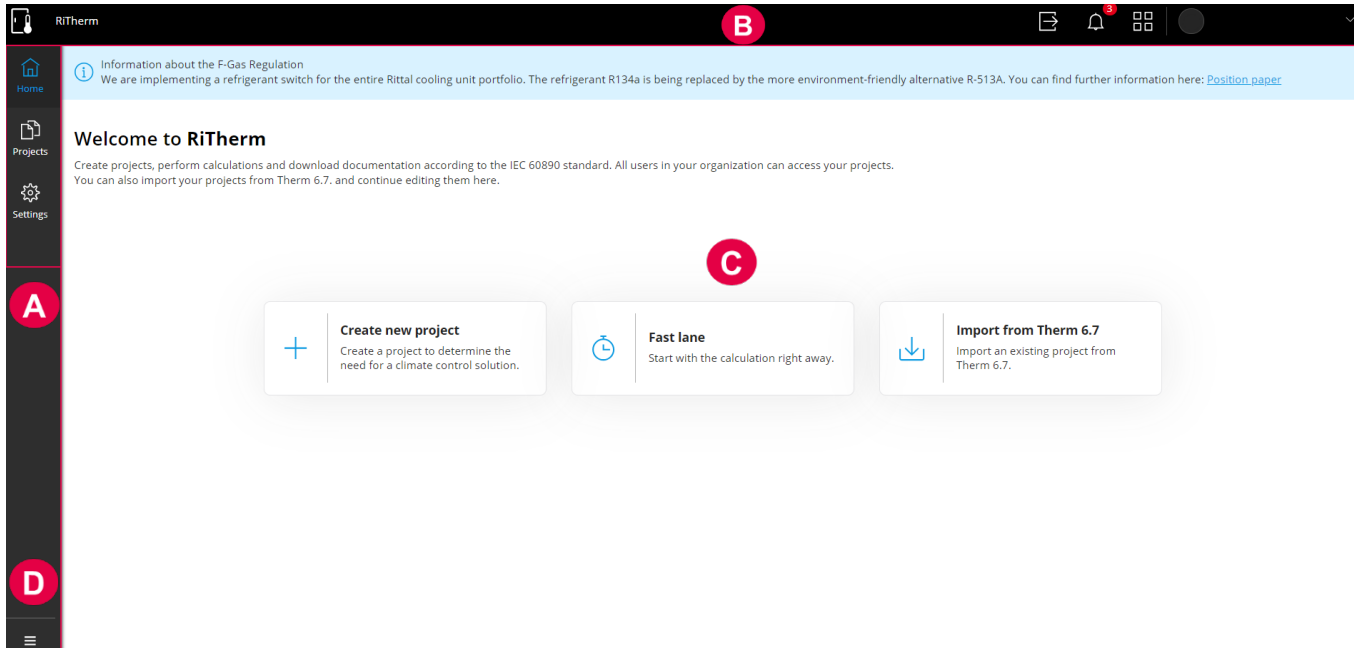 RiTherm
B
3
Home
Information about the F-Gas Regulation
We are implementing a refrigerant switch for the entire Rittal cooling unit portfolio. The refrigerant R134a is being replaced by the more environment-friendly alternative R-513A. You can find further information here: Position paper
Projects
Settings
Welcome to RiTherm
Create projects, perform calculations and download documentation according to the IEC 60890 standard. All users in your organization can access your projects.
You can also import your projects from Therm 6.7. and continue editing them here.
A
C
Create new project
Create a project to determine the
need for a climate control solution.
Fast lane
Start with the calculation right away.
Import from Therm 6.7
Import an existing project from
Therm 6.7.
D